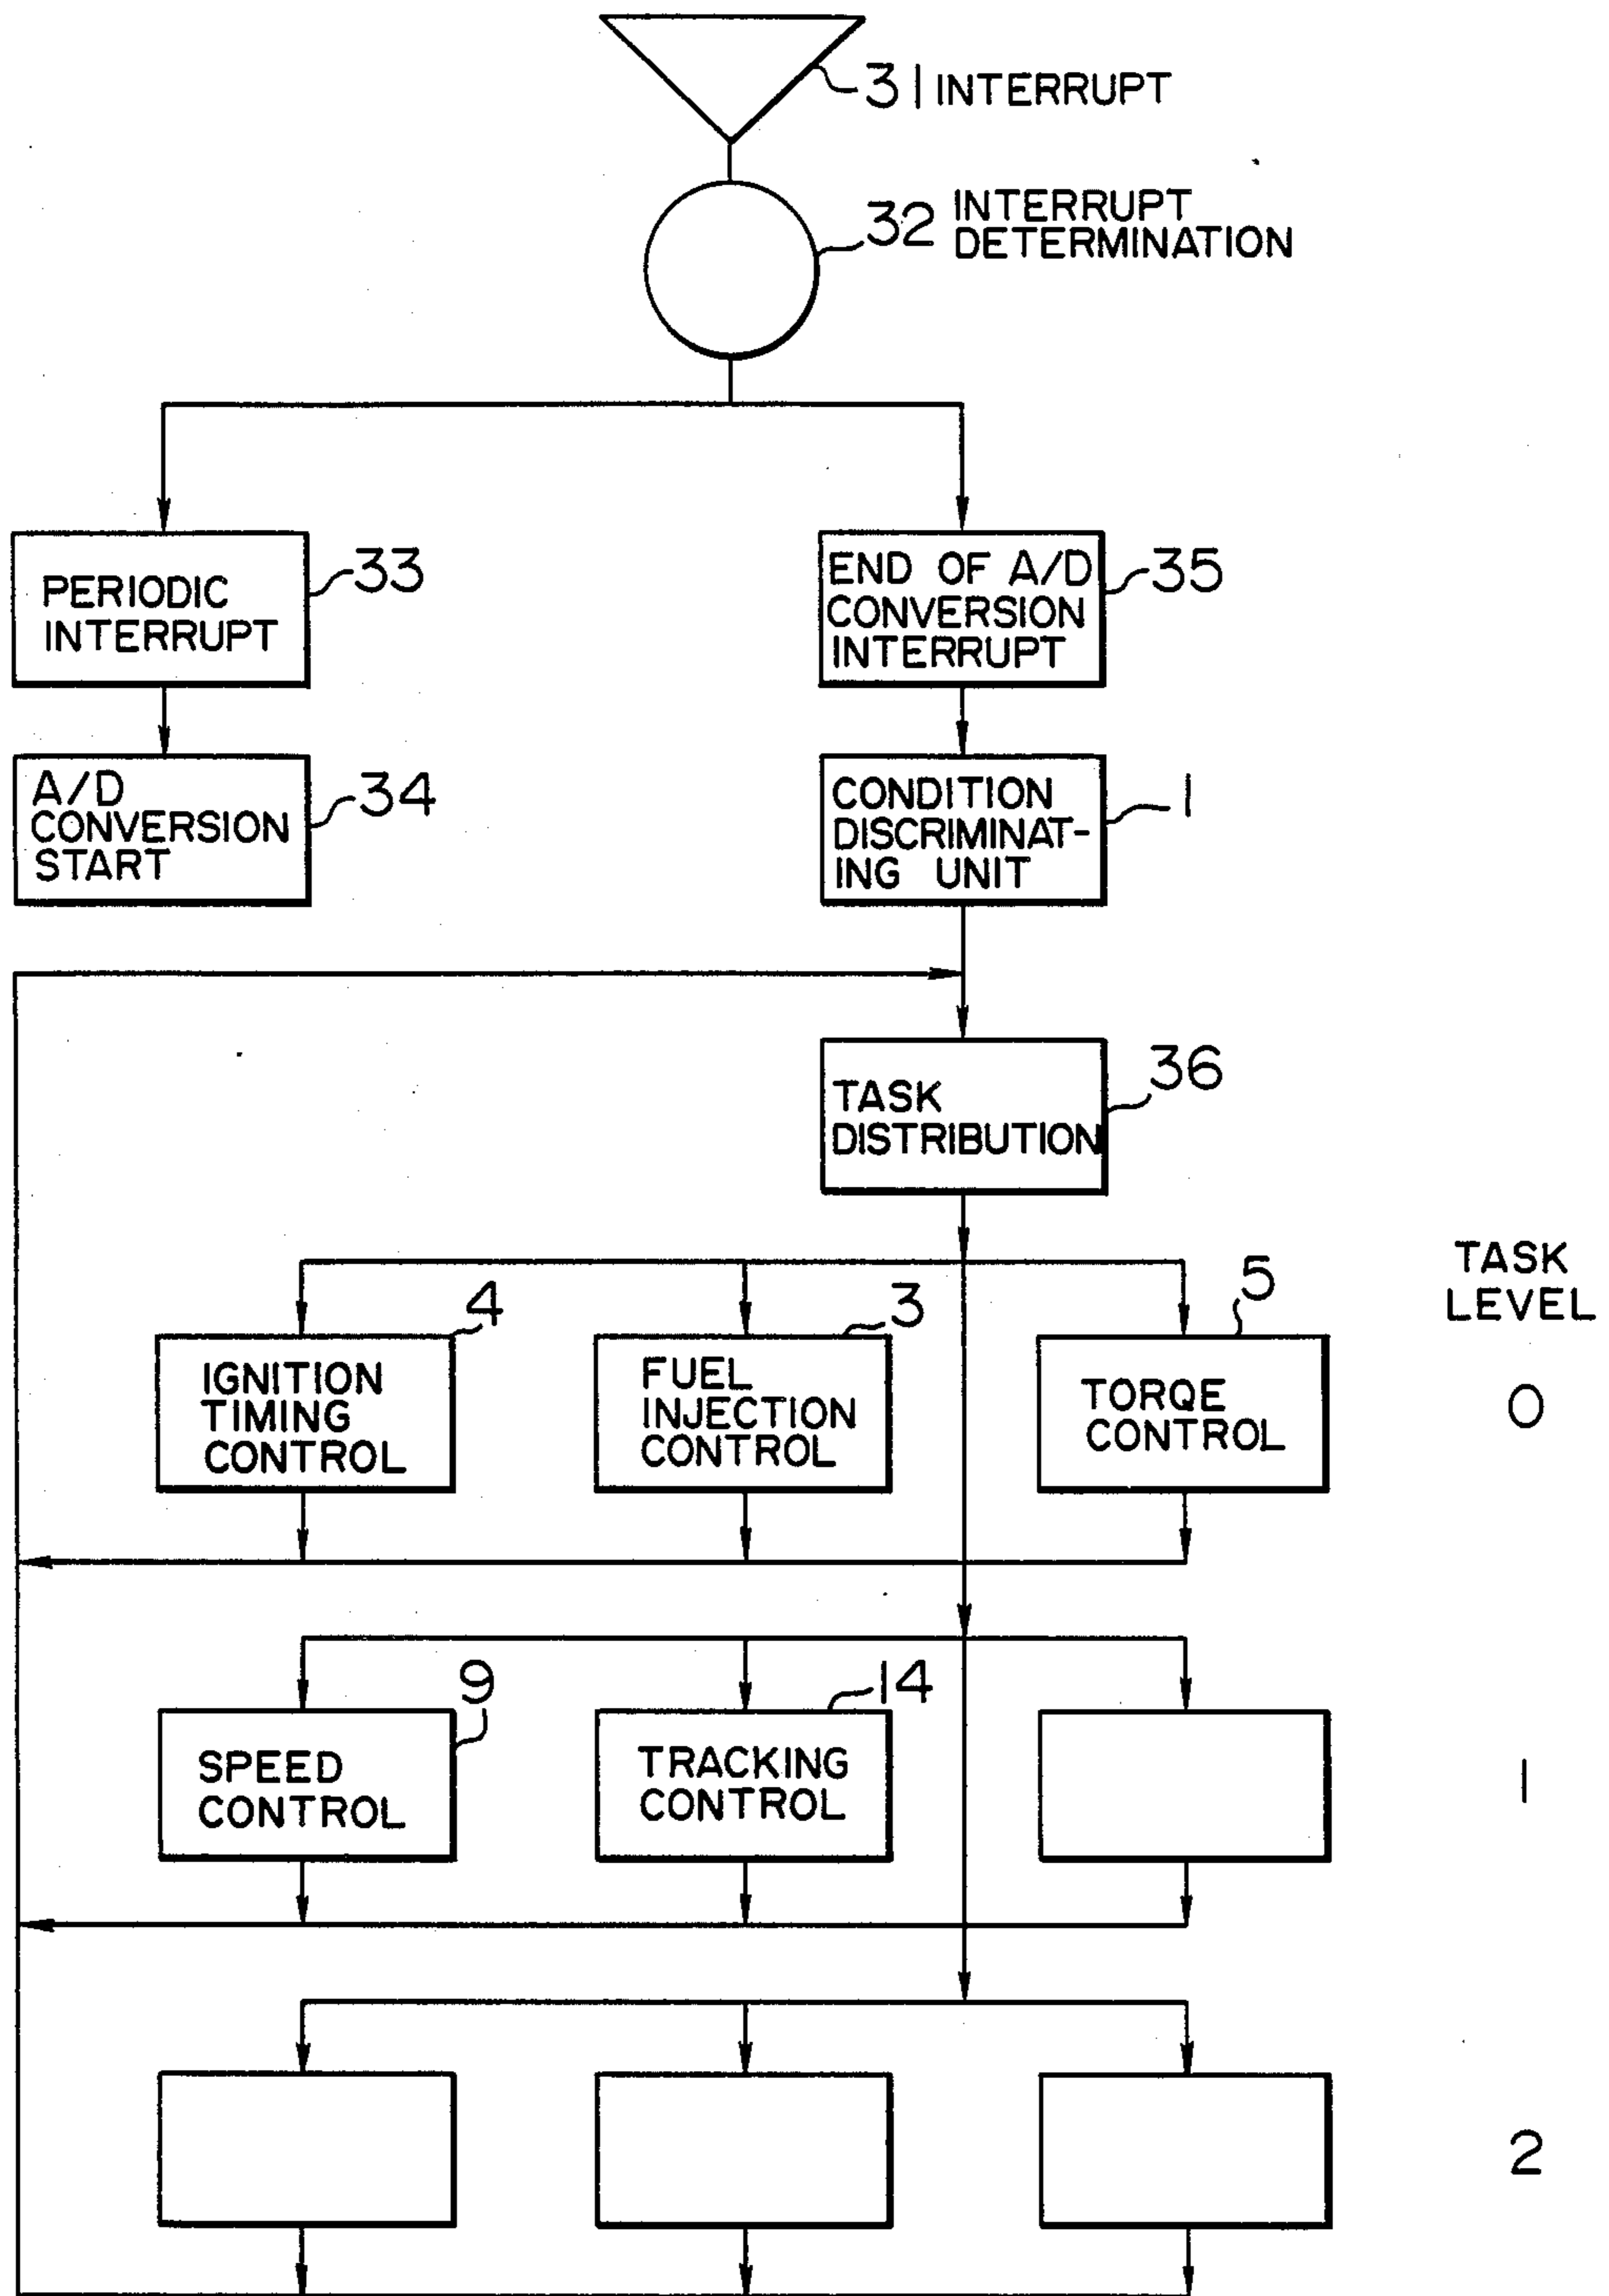 31 INTERRUPT
32 INTERRUPT
DETERMINATION
PERIODIC
INTERRUPT
33
END OF A/D
CONVERSION
INTERRUPT
35
A/D
CONVERSION
START
34
CONDITION
DISCRIMINAT-
ING UNIT
1
TASK
DISTRIBUTION
36
TASK
LEVEL
IGNITION
TIMING
CONTROL
4
FUEL
INJECTION
CONTROL
3
TORQE
CONTROL
5
0
SPEED
CONTROL
9
TRACKING
CONTROL
14
1
2